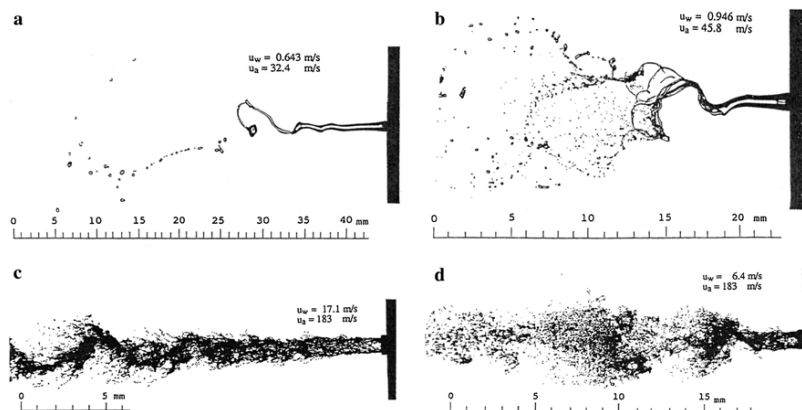 a
u_w = 0.643 m/s
u_a = 32.4 m/s
0 5 10 15 20 25 30 35 40 mm
b
u_w = 0.946 m/s
u_a = 45.8 m/s
0 5 10 15 20 mm
c
u_w = 17.1 m/s
u_a = 183 m/s
0 5 mm
d
u_w = 6.4 m/s
u_a = 183 m/s
0 5 10 15 mm